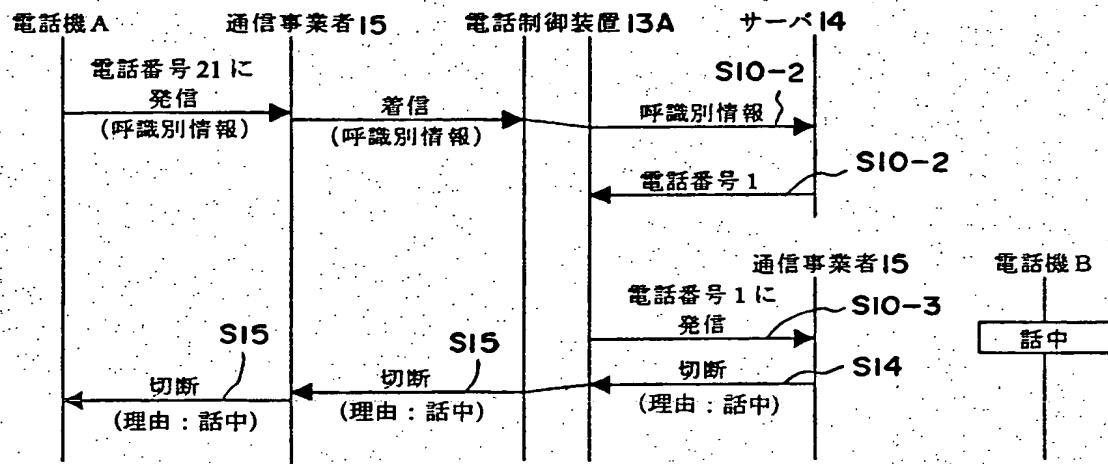 電話機A
通信事業者15
電話制御装置13A
サーバ14
電話番号21に
発信
(呼識別情報)
着信
(呼識別情報)
S10-2
呼識別情報
S10-2
電話番号1
通信事業者15
電話機B
電話番号1に
発信
S10-3
話中
S15
切断
(理由:話中)
S15
切断
(理由:話中)
S14
切断
(理由:話中)